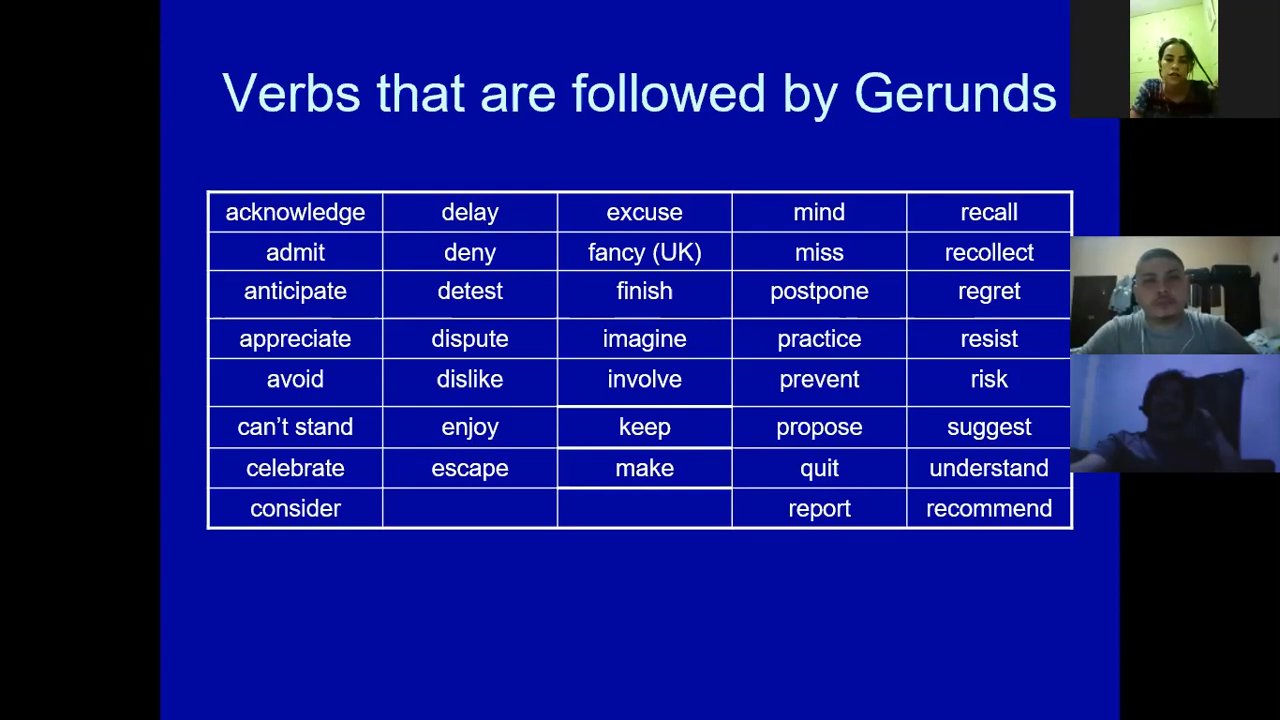 Verbs that are followed by Gerunds
acknowledge delay excuse mind recall
admit deny fancy (UK) miss recollect
anticipate detest finish postpone regret
appreciate dispute imagine practice resist
avoid dislike involve prevent risk
can't stand enjoy keep propose suggest
celebrate escape make quit understand
consider report recommend